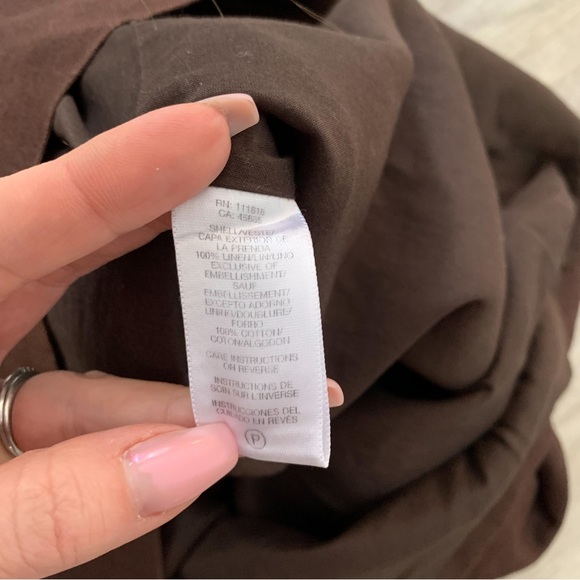 RN: 111818
CA: 45685
SHELL/VESTE/
CAPA EXTERIOR DE
LA PRENDA
100% LINEN/LIN/LINO
EXCLUSIVE OF
EMBELLISHMENT/
SAUF
EMBELLISSEMENT/
EXCEPTO ADORNO
LINING/DOUBLURE/
FORRO
100% COTTON/
COTON/ALGODON
CARE INSTRUCTIONS
ON REVERSE
INSTRUCTIONS DE
SOIN SUR L'INVERSE
INSTRUCCIONES DEL
CUIDADO EN REVÉS
P